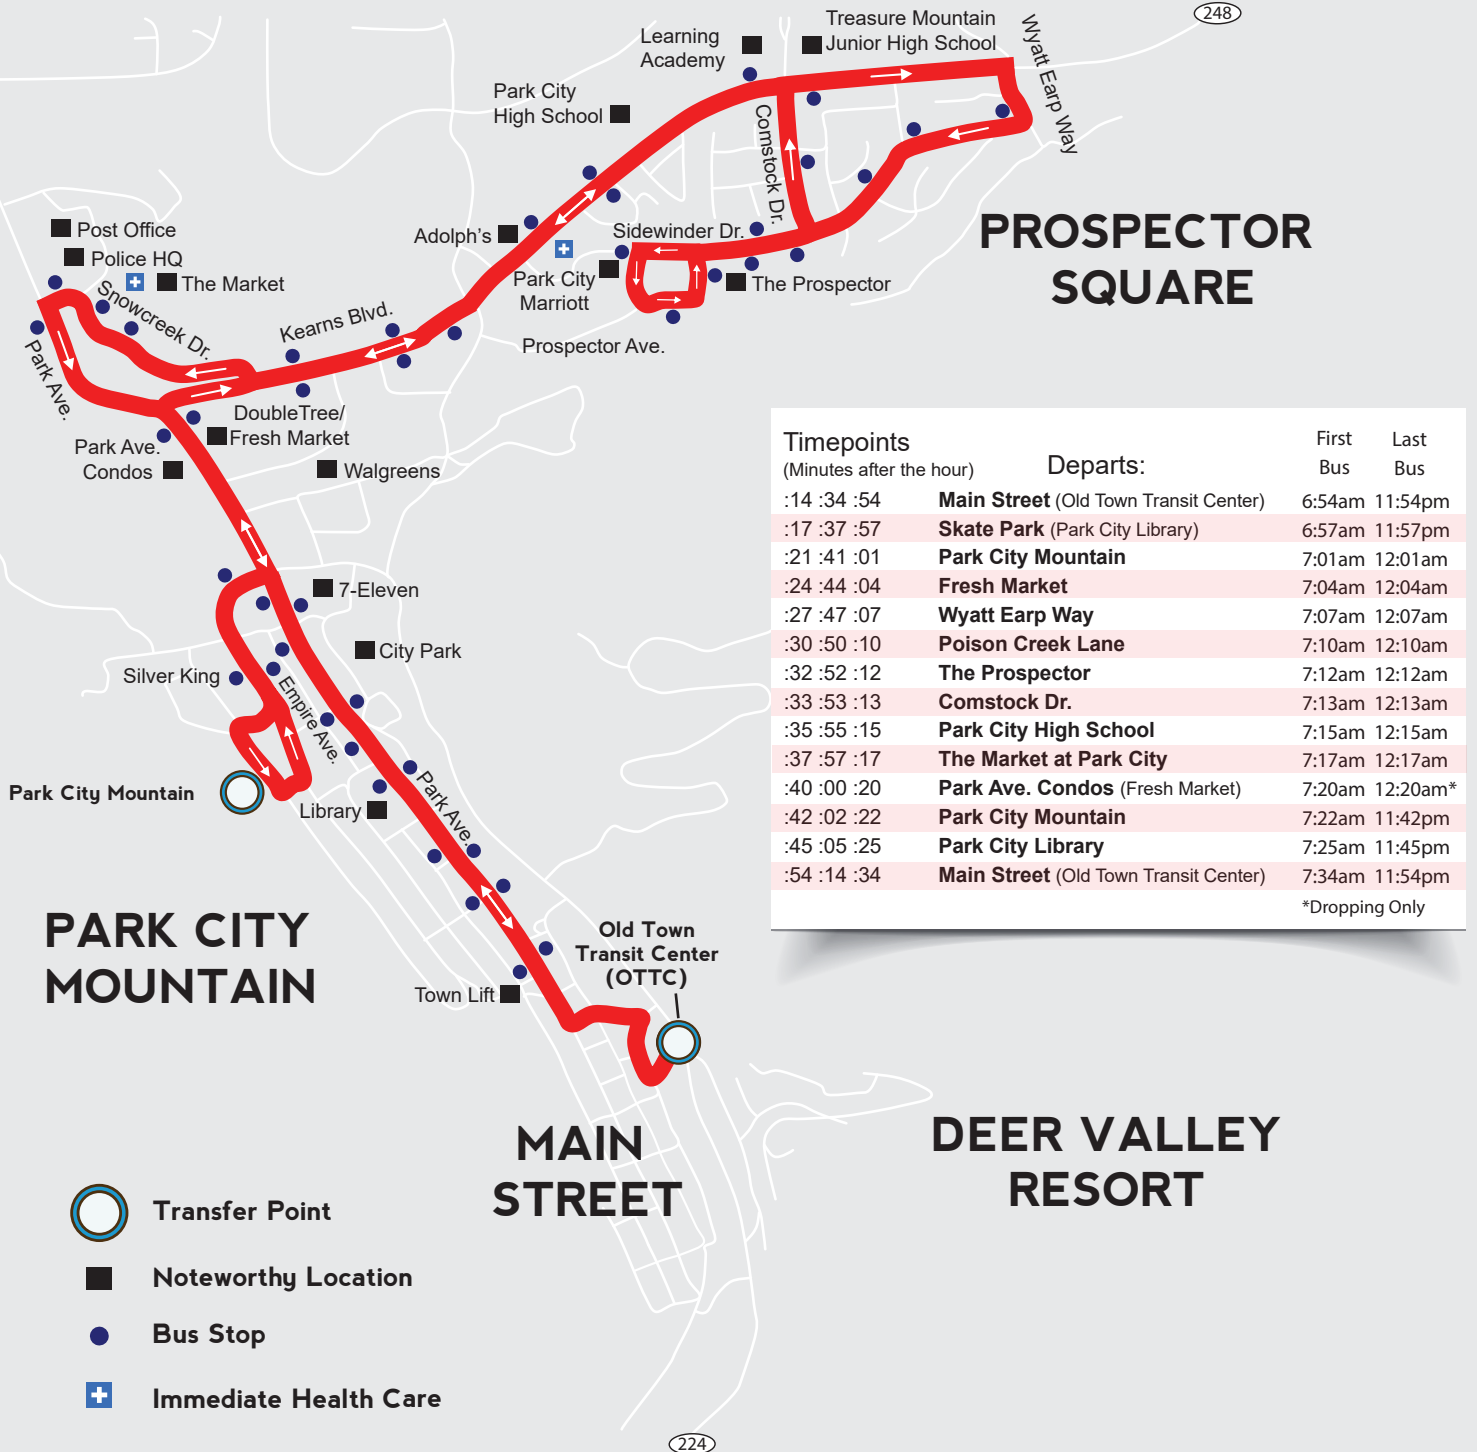 248
Treasure Mountain
Junior High School
Learning
Academy
Wyatt Earp Way
Park City
High School
Comstock Dr.
Post Office
Police HQ
The Market
Adolph's
Sidewinder Dr.
Park City
Marriott
The Prospector
PROSPECTOR
SQUARE
Snowcreek Dr.
Kearns Blvd.
Prospector Ave.
Park Ave.
DoubleTree/
Fresh Market
Park Ave.
Condos
Walgreens
7-Eleven
City Park
Silver King
Empire Ave.
Park City Mountain
Library
Park Ave.
PARK CITY
MOUNTAIN
Old Town
Transit Center
(OTTC)
Town Lift
MAIN
STREET
DEER VALLEY
RESORT
Timepoints
(Minutes after the hour)
Departs:
First Bus
Last Bus
:14 :34 :54 Main Street (Old Town Transit Center) 6:54am 11:54pm
:17 :37 :57 Skate Park (Park City Library) 6:57am 11:57pm
:21 :41 :01 Park City Mountain 7:01am 12:01am
:24 :44 :04 Fresh Market 7:04am 12:04am
:27 :47 :07 Wyatt Earp Way 7:07am 12:07am
:30 :50 :10 Poison Creek Lane 7:10am 12:10am
:32 :52 :12 The Prospector 7:12am 12:12am
:33 :53 :13 Comstock Dr. 7:13am 12:13am
:35 :55 :15 Park City High School 7:15am 12:15am
:37 :57 :17 The Market at Park City 7:17am 12:17am
:40 :00 :20 Park Ave. Condos (Fresh Market) 7:20am 12:20am*
:42 :02 :22 Park City Mountain 7:22am 11:42pm
:45 :05 :25 Park City Library 7:25am 11:45pm
:54 :14 :34 Main Street (Old Town Transit Center) 7:34am 11:54pm
*Dropping Only
Transfer Point
Noteworthy Location
Bus Stop
Immediate Health Care
224